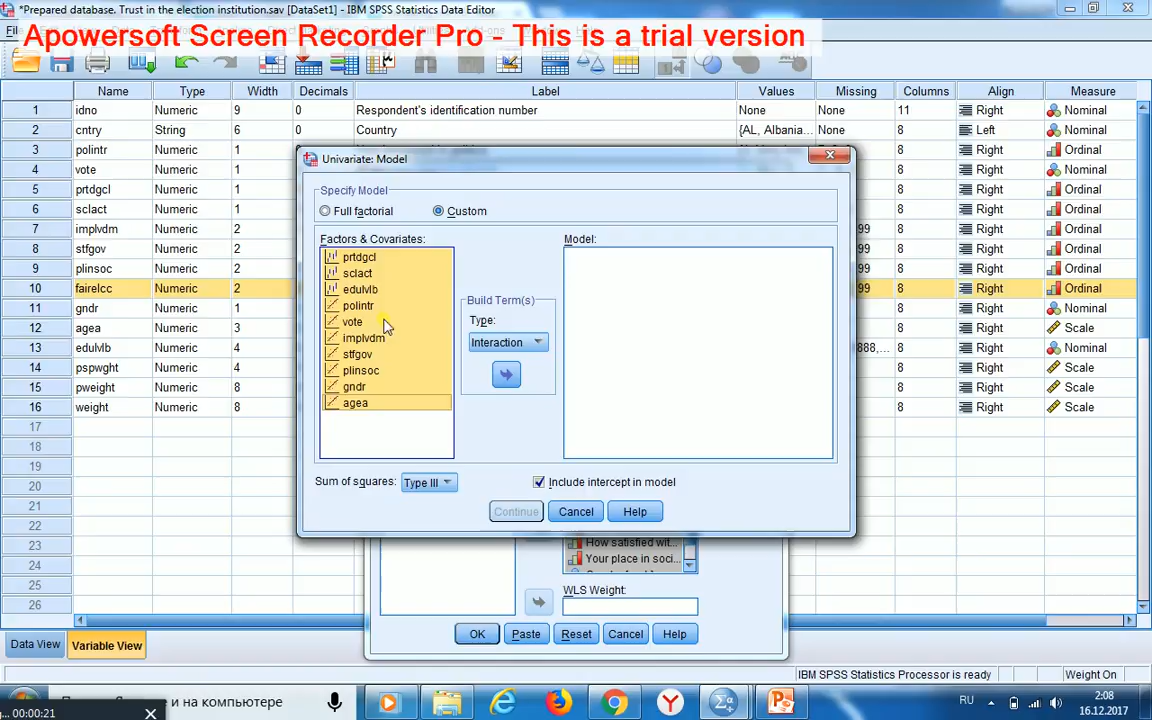 *Prepared database. Trust in the election institution.sav [DataSet1] - IBM SPSS Statistics Data Editor
Apowersoft Screen Recorder Pro - This is a trial version
Name Type Width Decimals Label Values Missing Columns Align Measure
1 idno Numeric 9 0 Respondent's identification number None None 11 Right Nominal
2 cntry String 6 0 Country {AL, Albania... None 8 Left Nominal
3 polintr Numeric 1 8 Right Ordinal
4 vote Numeric 1 8 Right Nominal
5 prtdgcl Numeric 1 8 Right Ordinal
6 sclact Numeric 1 8 Right Ordinal
7 implvdm Numeric 2 99 8 Right Ordinal
8 stfgov Numeric 2 99 8 Right Ordinal
9 plinsoc Numeric 2 99 8 Right Ordinal
10 fairelcc Numeric 2 99 8 Right Ordinal
11 gndr Numeric 1 8 Right Nominal
12 agea Numeric 3 8 Right Scale
13 edulvlb Numeric 4 888,... 8 Right Nominal
14 pspwght Numeric 4 8 Right Scale
15 pweight Numeric 8 8 Right Scale
16 weight Numeric 8 8 Right Scale
17
18
19
20
21
22
23
24
25
26
Univariate: Model
Specify Model
Full factorial Custom
Factors & Covariates:
prtdgcl
sclact
edulvlb
polintr
vote
implvdm
stfgov
plinsoc
gndr
agea
Build Term(s)
Type:
Interaction
Model:
Sum of squares: Type III Include intercept in model
Continue Cancel Help
How satisfied wit...
Your place in soci...
WLS Weight:
OK Paste Reset Cancel Help
Data View Variable View
IBM SPSS Statistics Processor is ready Weight On
и на компьютере
RU
2:08
16.12.2017
... 00:00:21